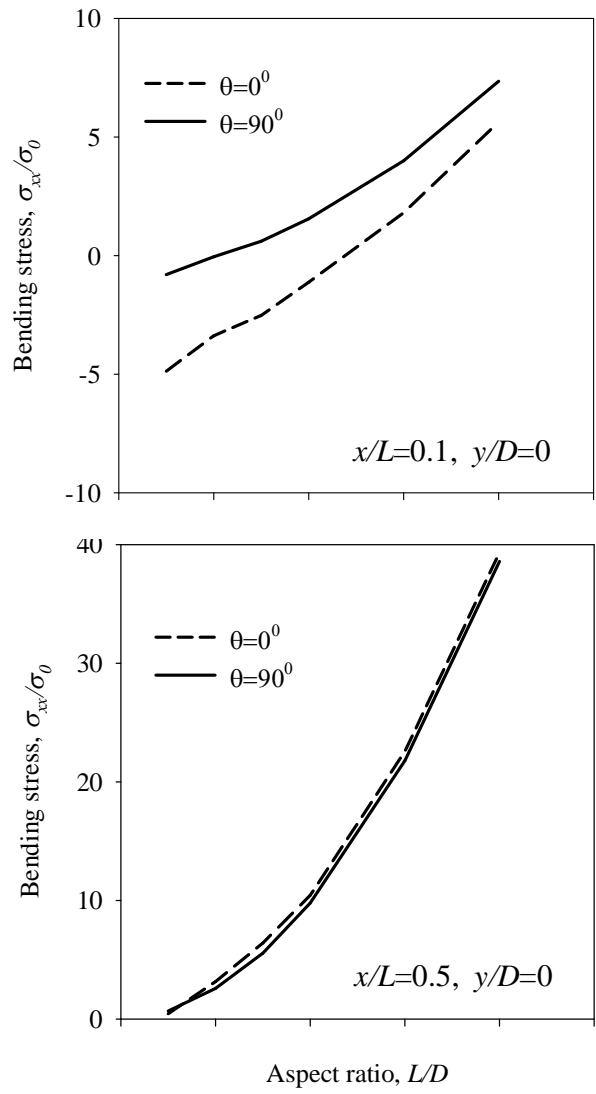 10
5
0
-5
-10
Bending stress, σxx/σ0
θ=0⁰
θ=90⁰
x/L=0.1, y/D=0
40
30
20
10
0
Bending stress, σxx/σ0
θ=0⁰
θ=90⁰
x/L=0.5, y/D=0
Aspect ratio, L/D